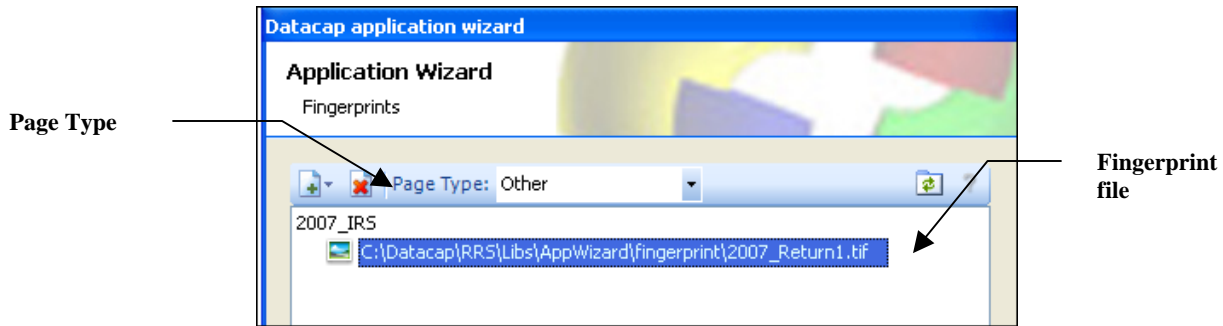 Datacap application wizard
Application Wizard
Fingerprints
Page Type
Fingerprint
file
Page Type: Other
?
2007_IRS
C:\Datacap\RRS\Libs\AppWizard\fingerprint\2007_Return1.tif